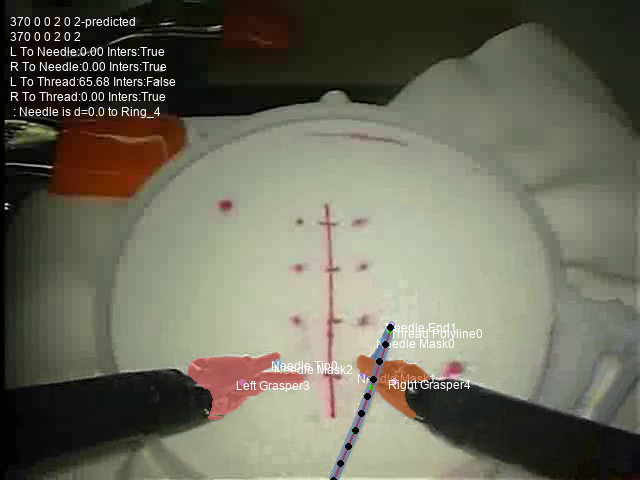 370 0 0 2 0 2-predicted
370 0 0 2 0 2
L To Needle:0.00 Inters:True
R To Needle:0.00 Inters:True
L To Thread:65.68 Inters:False
R To Thread:0.00 Inters:True
: Needle is d=0.0 to Ring_4
Needle End1
Thread Polyline0
Needle Mask0
Needle Tip0
Needle Mask2
Needle Mask1
Left Grasper3
Right Grasper4